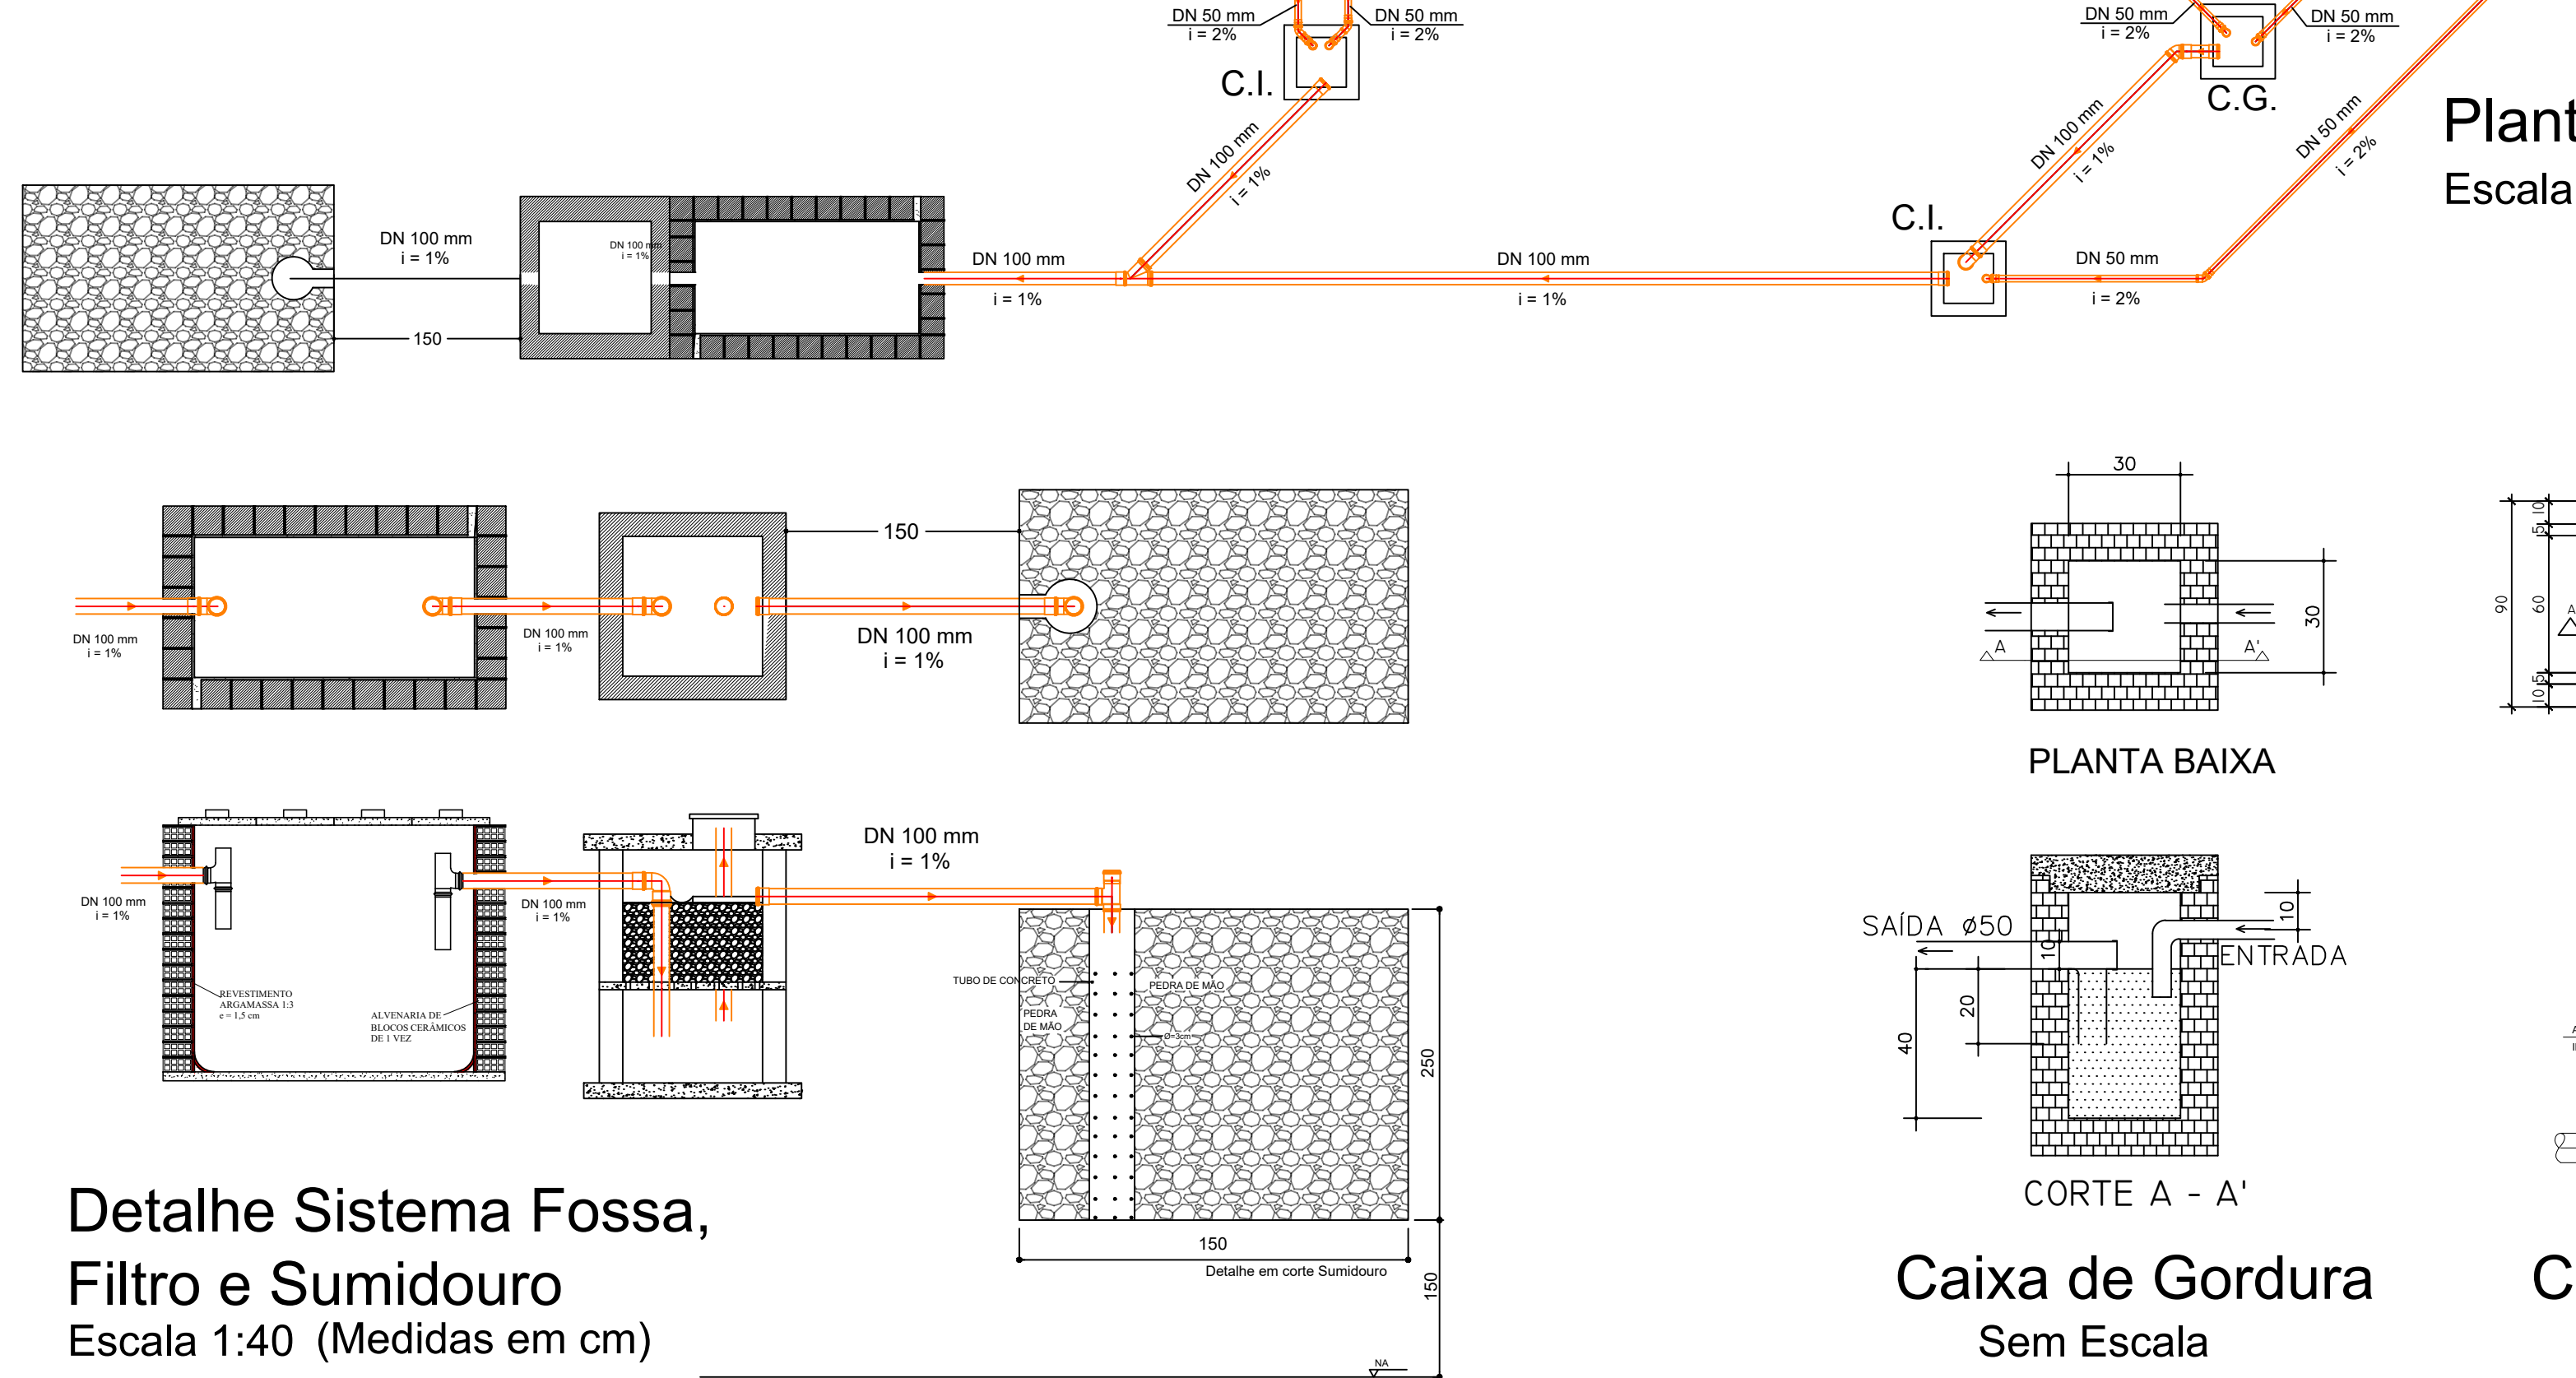 DN 50 mm
i = 2%
DN 50 mm
i = 2%
C.I.
DN 100 mm
i = 1%
DN 50 mm
i = 2%
DN 50 mm
i = 2%
C.G.
DN 100 mm
i = 1%
DN 50 mm
i = 2%
Plant
Escala
DN 100 mm
i = 1%
150
DN 100 mm
i = 1%
DN 100 mm
i = 1%
DN 100 mm
i = 1%
C.I.
DN 50 mm
i = 2%
DN 100 mm
i = 1%
DN 100 mm
i = 1%
150
DN 100 mm
i = 1%
30
30
A
A'
PLANTA BAIXA
10
5
60
90
5
10
A
DN 100 mm
i = 1%
DN 100 mm
i = 1%
DN 100 mm
i = 1%
REVESTIMENTO
ARGAMASSA 1:3
e = 1,5 cm
ALVENARIA DE
BLOCOS CERÂMICOS
DE 1 VEZ
TUBO DE CONCRETO
PEDRA DE MÃO
PEDRA
DE MÃO
Ø=3cm
250
150
Detalhe em corte Sumidouro
150
NA
SAÍDA ø50
10
10
ENTRADA
20
40
CORTE A - A'
Detalhe Sistema Fossa,
Filtro e Sumidouro
Escala 1:40 (Medidas em cm)
Caixa de Gordura
Sem Escala
C